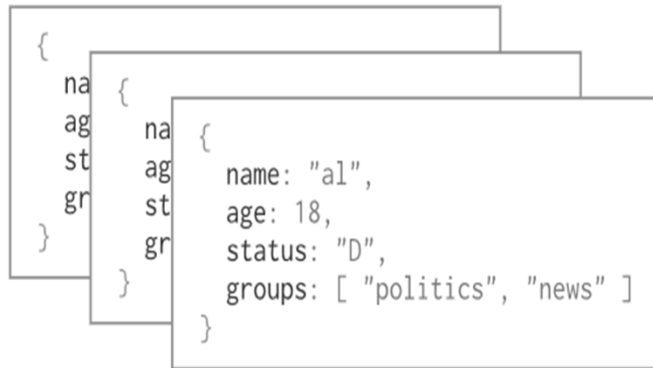 {
na
ag
st
gr
}
{
na
ag
st
gr
}
{
name: "al",
age: 18,
status: "D",
groups: [ "politics", "news" ]
}